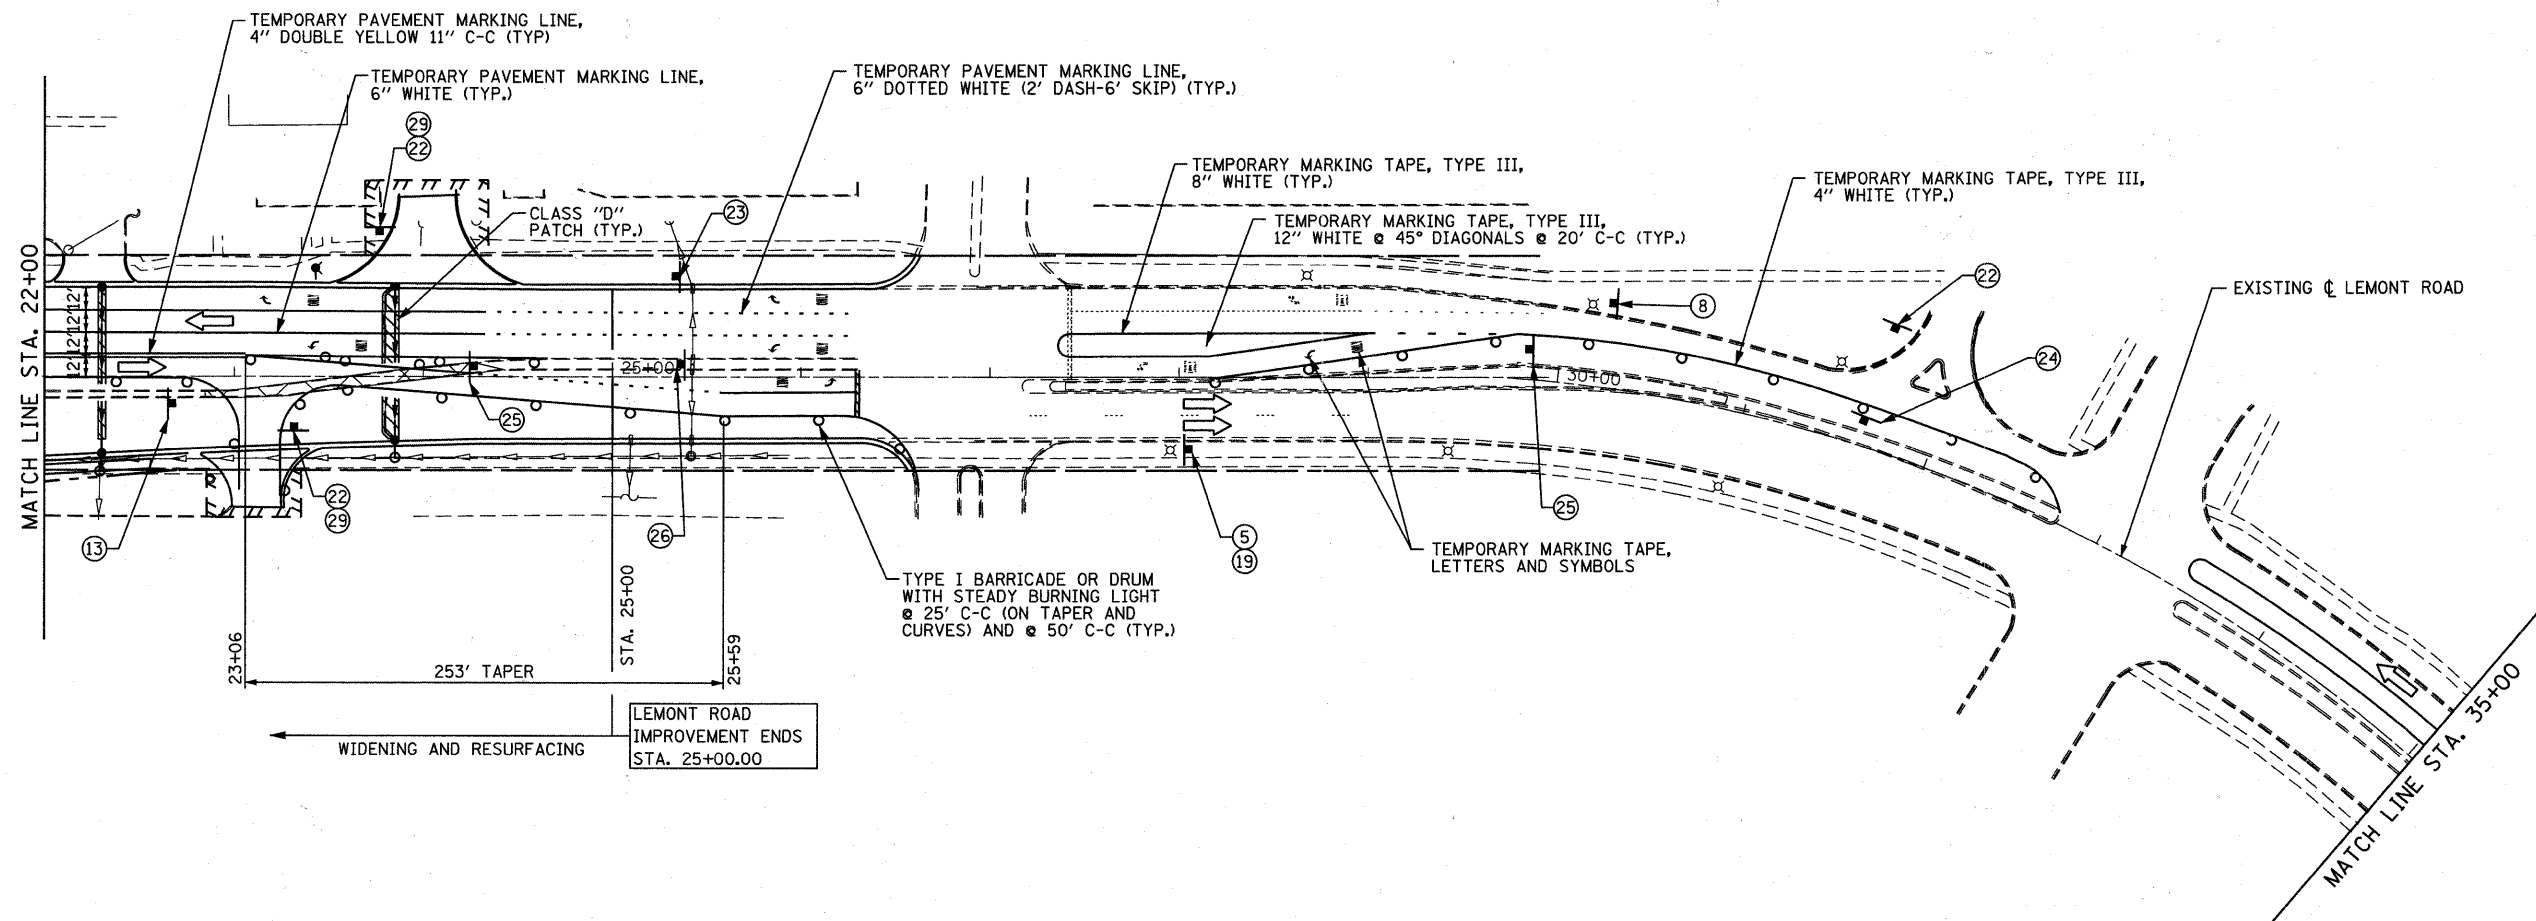 TEMPORARY PAVEMENT MARKING LINE,
4" DOUBLE YELLOW 11" C-C (TYP)
TEMPORARY PAVEMENT MARKING LINE,
6" WHITE (TYP.)
TEMPORARY PAVEMENT MARKING LINE,
6" DOTTED WHITE (2' DASH-6' SKIP) (TYP.)
29
22
CLASS "D"
PATCH (TYP.)
23
TEMPORARY MARKING TAPE, TYPE III,
8" WHITE (TYP.)
TEMPORARY MARKING TAPE, TYPE III,
12" WHITE @ 45° DIAGONALS @ 20' C-C (TYP.)
TEMPORARY MARKING TAPE, TYPE III,
4" WHITE (TYP.)
22
8
EXISTING ℄ LEMONT ROAD
24
MATCH LINE STA. 22+00
12'
12'
12'
12'
25+00
30+00
25
13
22
29
26
5
19
25
TEMPORARY MARKING TAPE,
LETTERS AND SYMBOLS
TYPE I BARRICADE OR DRUM
WITH STEADY BURNING LIGHT
@ 25' C-C (ON TAPER AND
CURVES) AND @ 50' C-C (TYP.)
23+06
253' TAPER
STA. 25+00
25+59
WIDENING AND RESURFACING
LEMONT ROAD
IMPROVEMENT ENDS
STA. 25+00.00
MATCH LINE STA. 35+00